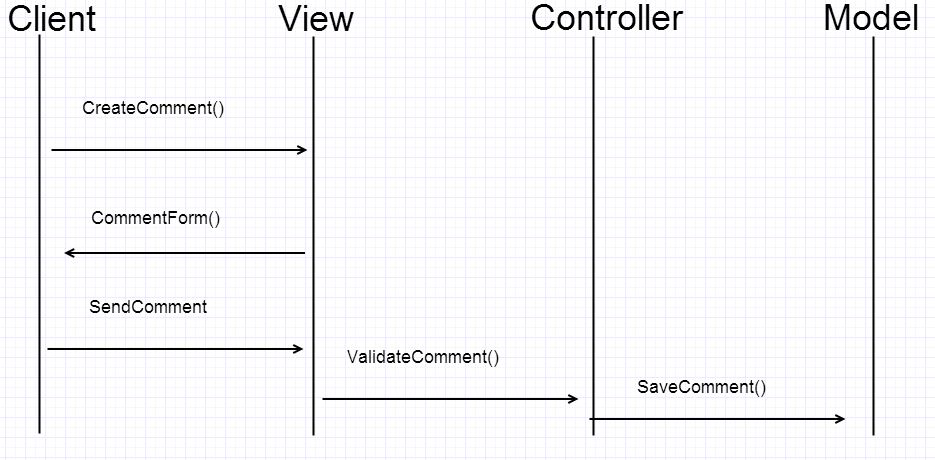 Client View Controller Model
CreateComment()
CommentForm()
SendComment
ValidateComment()
SaveComment()